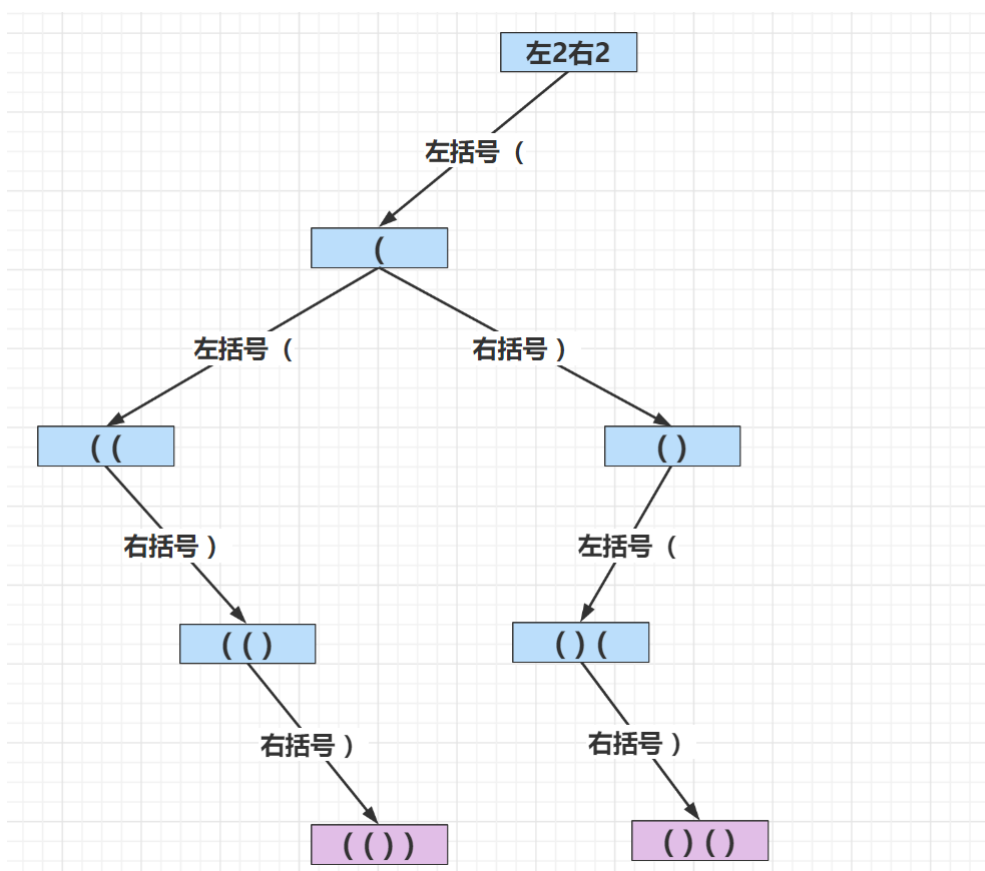 左2右2
左括号（
(
左括号（
右括号 ）
( (
( )
右括号 ）
左括号（
( ( )
( ) (
右括号 ）
右括号 ）
( ( ) )
( ) ( )